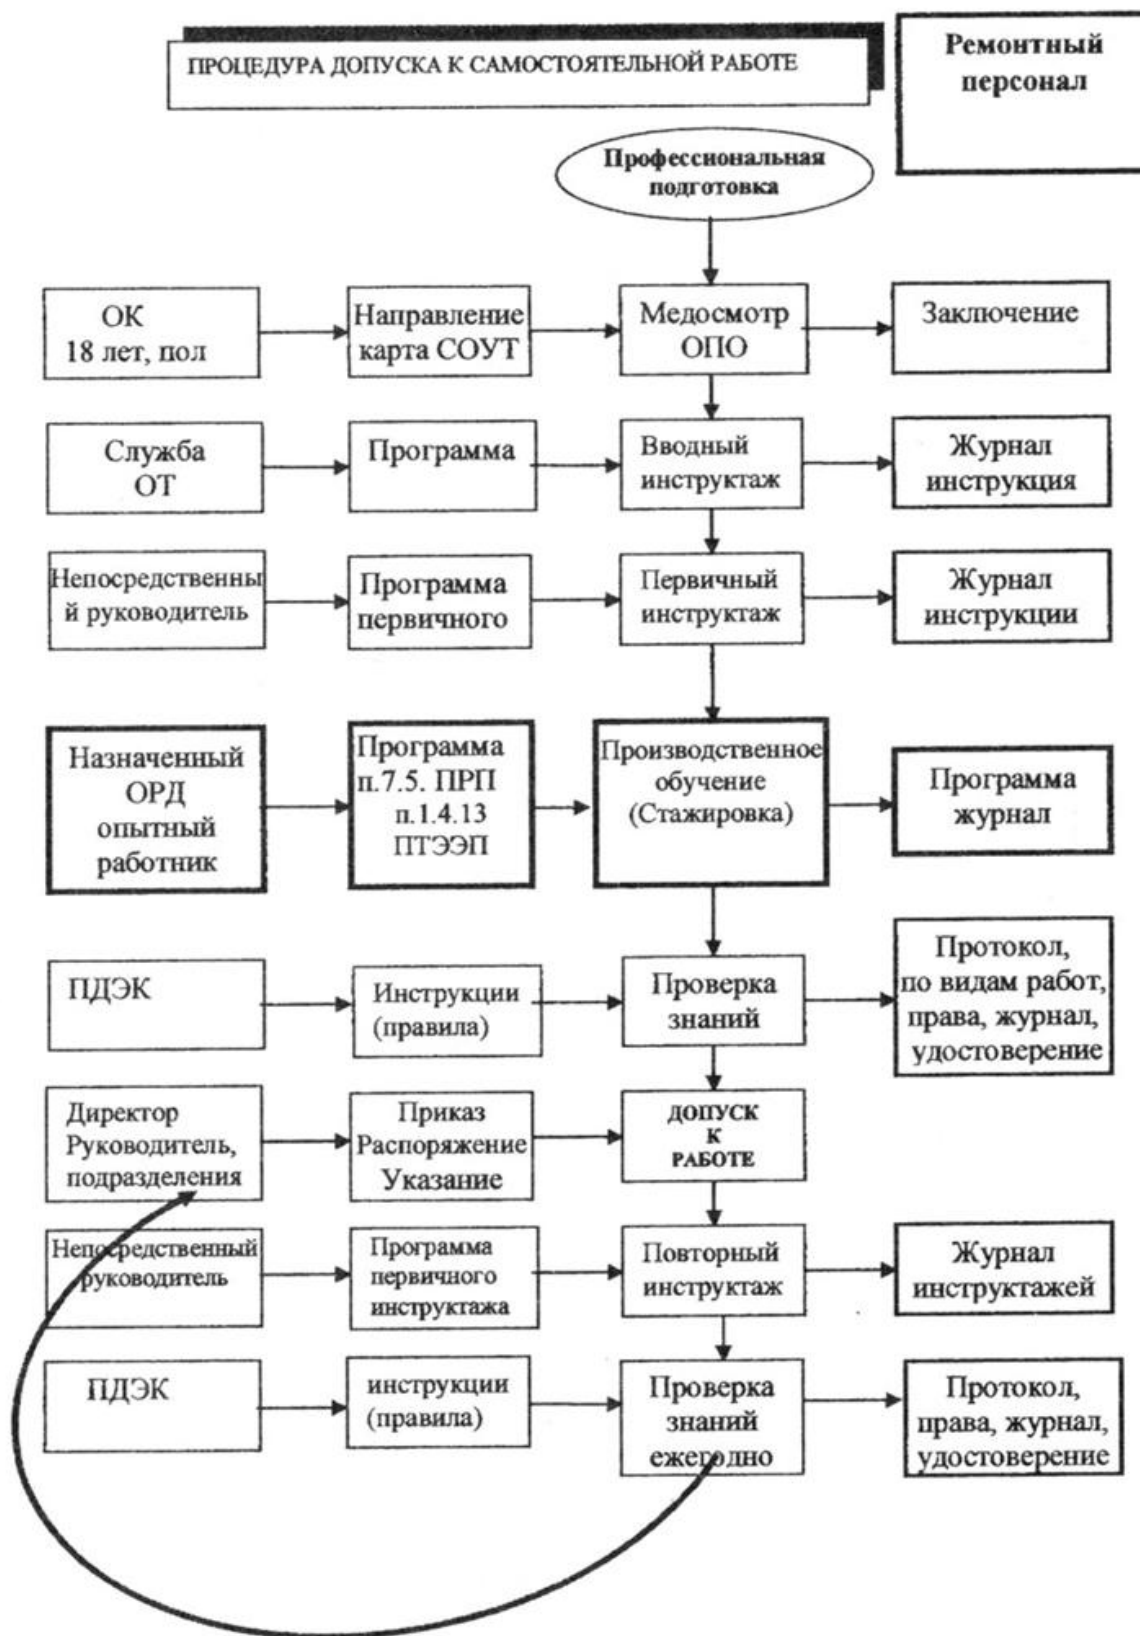 ПРОЦЕДУРА ДОПУСКА К САМОСТОЯТЕЛЬНОЙ РАБОТЕ
Ремонтный
персонал
Профессиональная
подготовка
ОК
18 лет, пол
Направление
карта СОУТ
Медосмотр
ОПО
Заключение
Служба
ОТ
Программа
Вводный
инструктаж
Журнал
инструкция
Непосредственны
й руководитель
Программа
первичного
Первичный
инструктаж
Журнал
инструкции
Назначенный
ОРД
опытный
работник
Программа
п.7.5. ПРП
п.1.4.13
ПТЭЭП
Производственное
обучение
(Стажировка)
Программа
журнал
ПДЭК
Инструкции
(правила)
Проверка
знаний
Протокол,
по видам работ,
права, журнал,
удостоверение
Директор
Руководитель,
подразделения
Приказ
Распоряжение
Указание
ДОПУСК
К
РАБОТЕ
Непосредственный
руководитель
Программа
первичного
инструктажа
Повторный
инструктаж
Журнал
инструктажей
ПДЭК
инструкции
(правила)
Проверка
знаний
ежегодно
Протокол,
права, журнал,
удостоверение